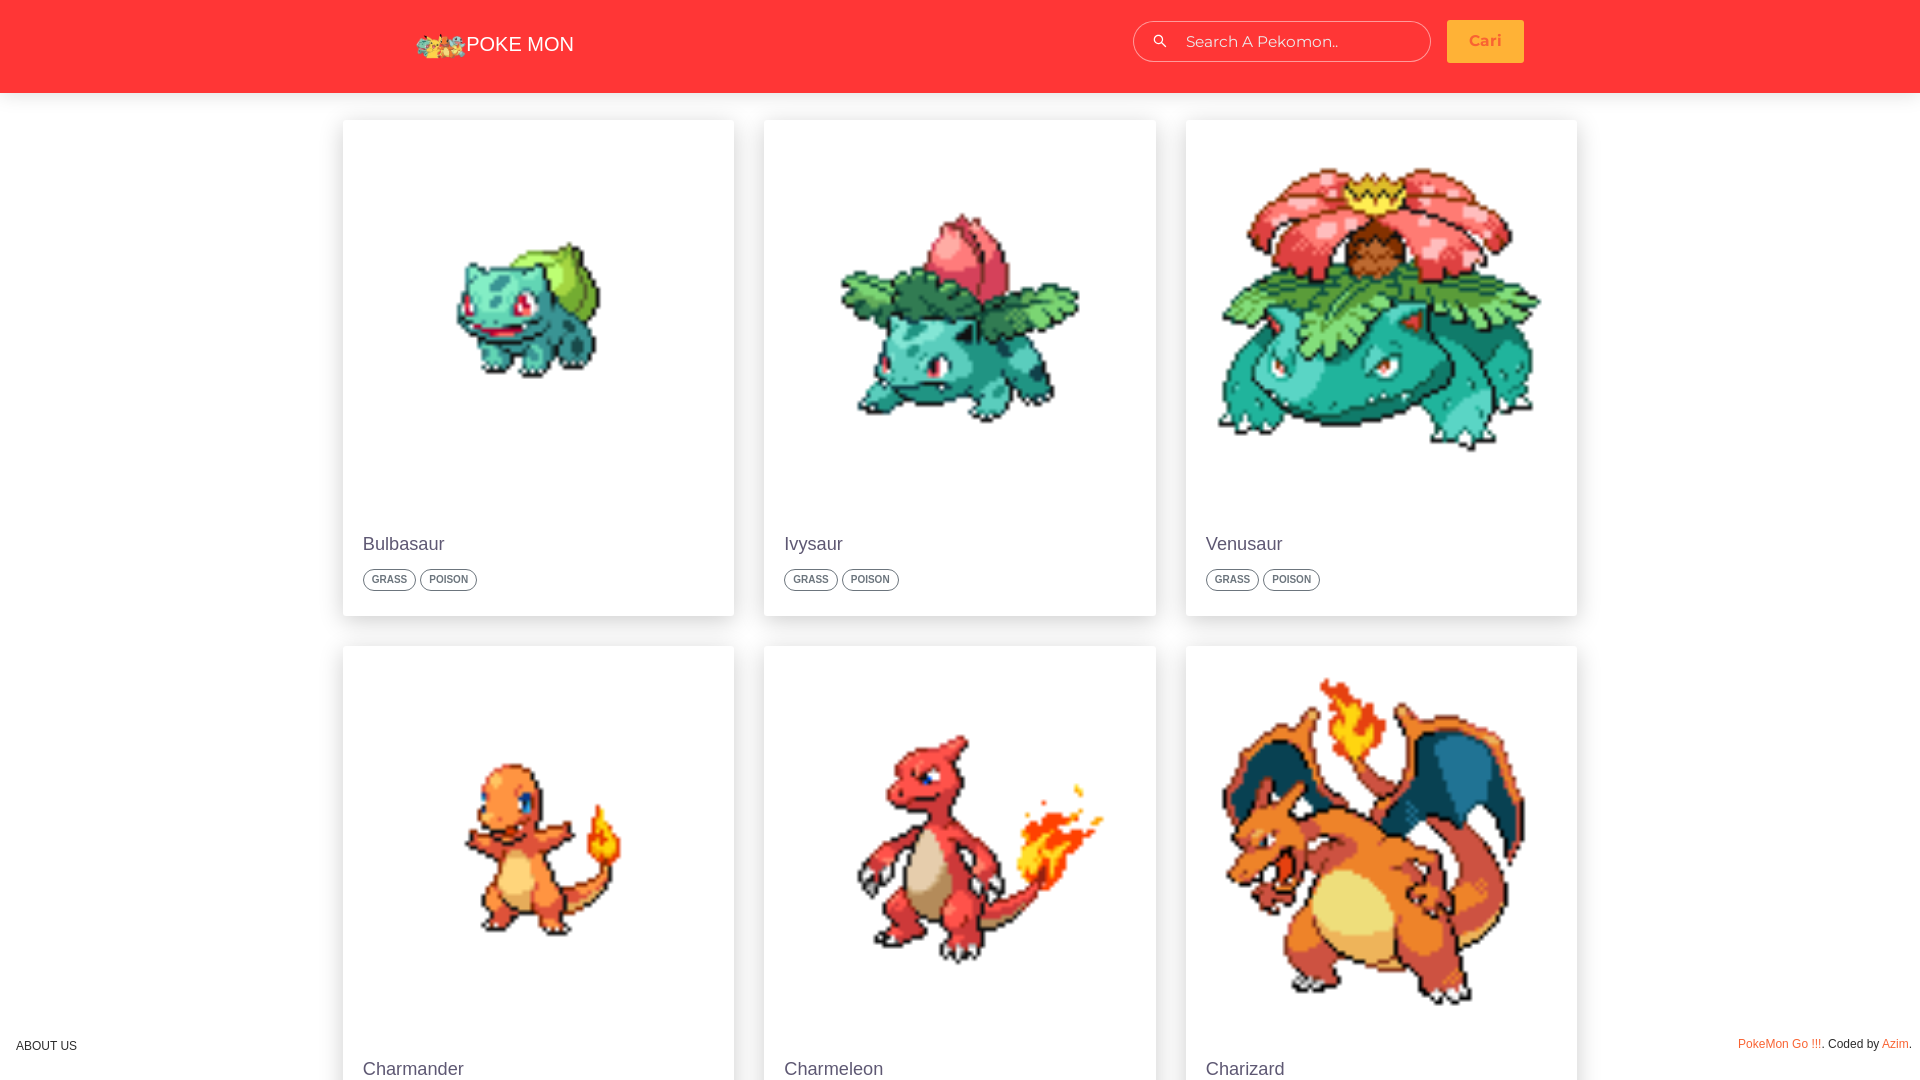 POKE MON
Search A Pekomon..
Cari
Bulbasaur
GRASS POISON
Ivysaur
GRASS POISON
Venusaur
GRASS POISON
Charmander
Charmeleon
Charizard
ABOUT US
PokeMon Go !!!. Coded by Azim.